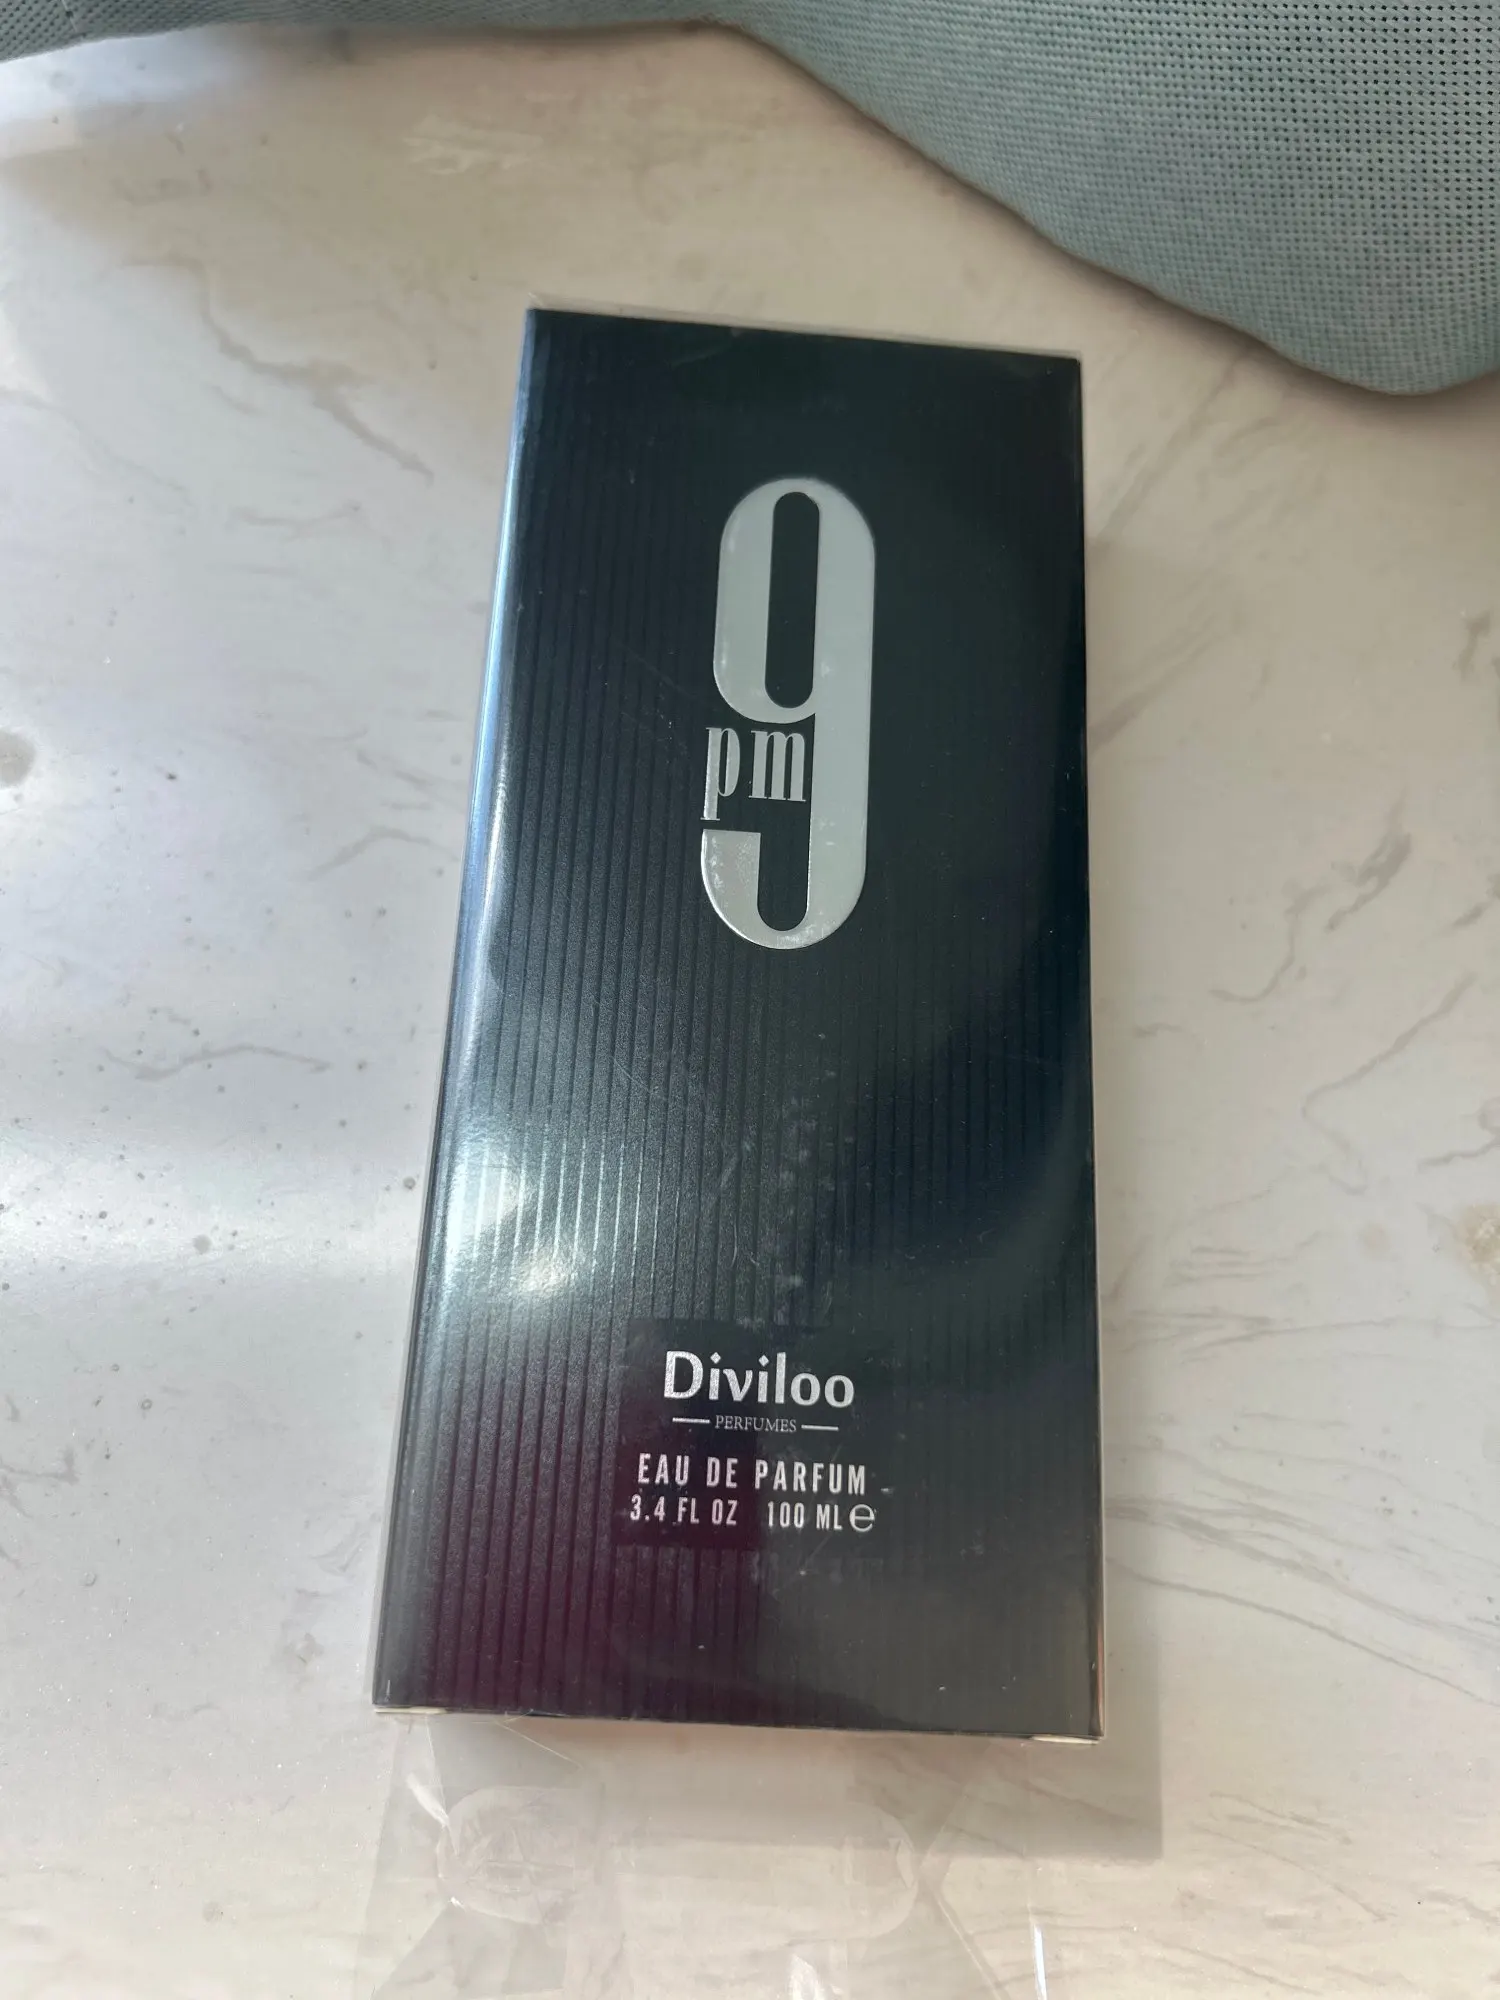 9
pm
Diviloo
PERFUMES
EAU DE PARFUM
3.4 FL OZ 100 ML ℮